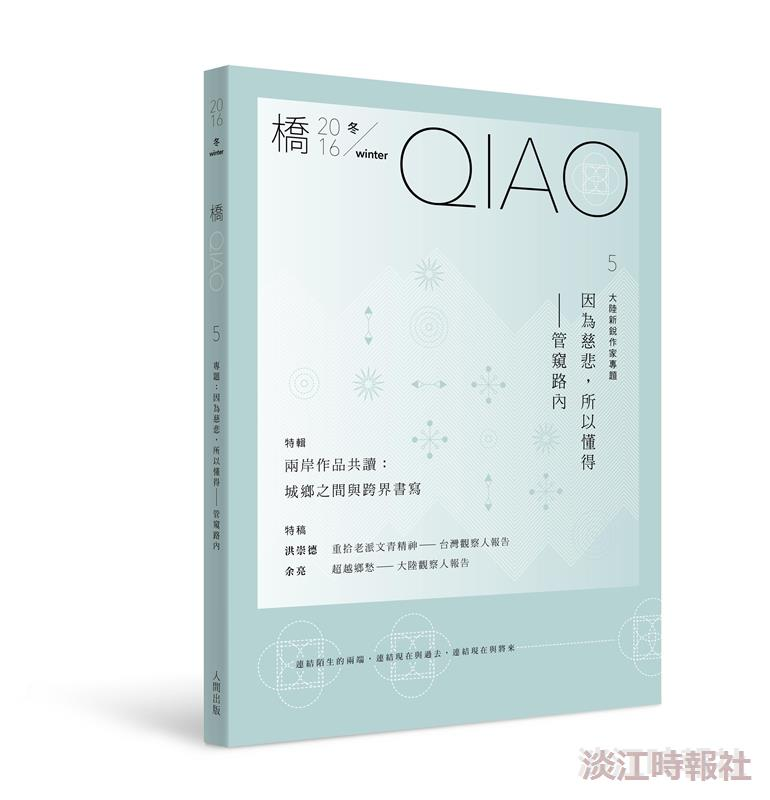 2016
冬
winter
橋
QIAO
5
專題：因為慈悲，所以懂得——管窺路內
人間出版
橋 2016 冬／winter
QIAO
5
大陸新銳作家專題
因為慈悲，所以懂得
——管窺路內
特輯
兩岸作品共讀：
城鄉之間與跨界書寫
特稿
洪崇德 重拾老派文青精神——台灣觀察人報告
余亮 超越鄉愁——大陸觀察人報告
連結陌生的兩端，連結現在與過去，連結現在與將來
淡江時報社